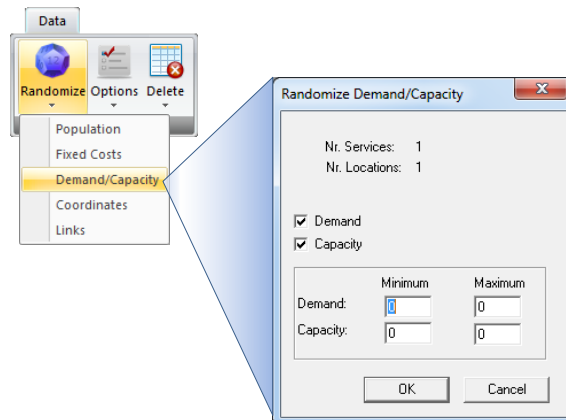 Data
Randomize Options Delete
Population
Fixed Costs
Demand/Capacity
Coordinates
Links
Randomize Demand/Capacity
Nr. Services: 1
Nr. Locations: 1
Demand
Capacity
Minimum Maximum
Demand: 0 0
Capacity: 0 0
OK Cancel